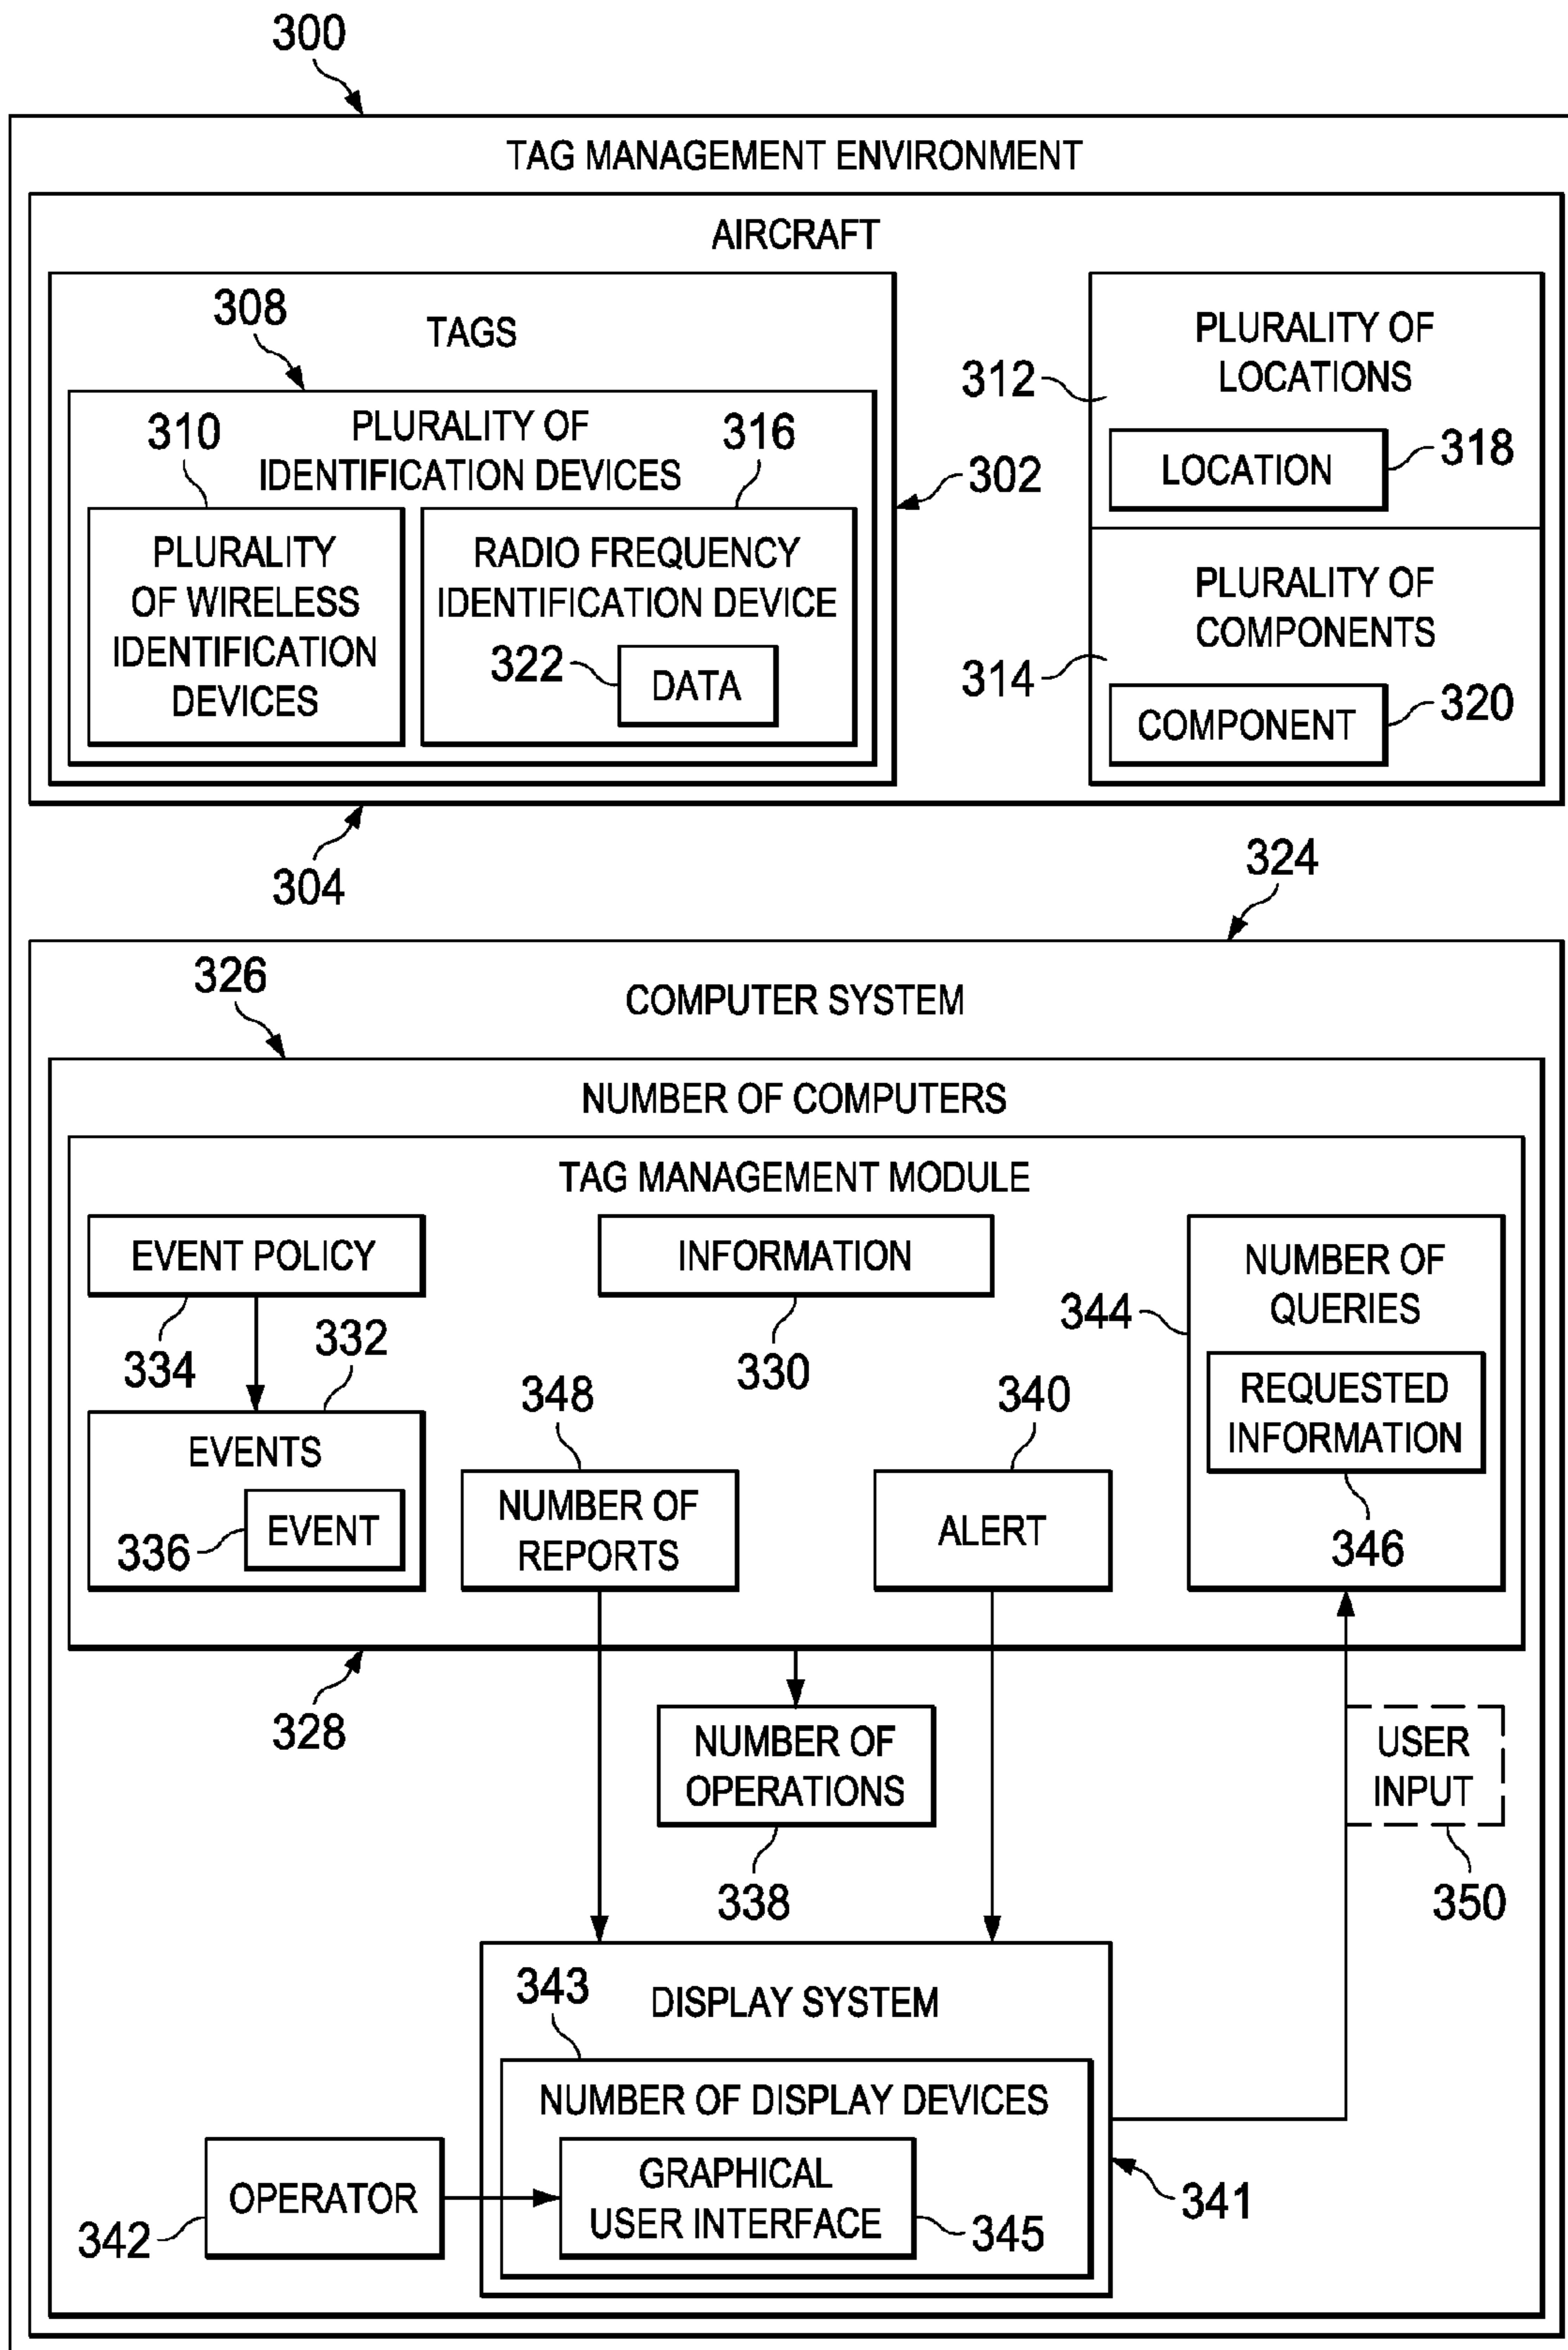 300
TAG MANAGEMENT ENVIRONMENT
AIRCRAFT
308
TAGS
310
PLURALITY OF
IDENTIFICATION DEVICES
316
302
PLURALITY
OF WIRELESS
IDENTIFICATION
DEVICES
RADIO FREQUENCY
IDENTIFICATION DEVICE
322
DATA
PLURALITY OF
LOCATIONS
312
LOCATION
318
PLURALITY OF
COMPONENTS
314
COMPONENT
320
304
324
326
COMPUTER SYSTEM
NUMBER OF COMPUTERS
TAG MANAGEMENT MODULE
EVENT POLICY
334
332
EVENTS
336
EVENT
INFORMATION
330
348
NUMBER OF
REPORTS
340
ALERT
344
NUMBER OF
QUERIES
REQUESTED
INFORMATION
346
328
NUMBER OF
OPERATIONS
338
USER
INPUT
350
343
DISPLAY SYSTEM
NUMBER OF DISPLAY DEVICES
GRAPHICAL
USER INTERFACE
345
341
OPERATOR
342